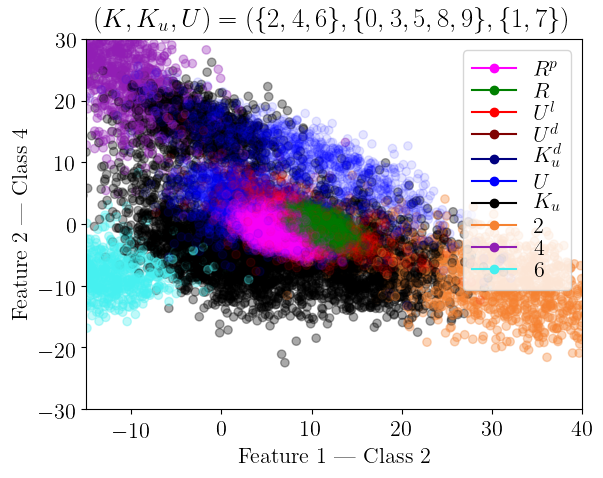 (K, K_u, U) = ({2, 4, 6}, {0, 3, 5, 8, 9}, {1, 7})
30
20
10
0
−10
−20
−30
Feature 2 — Class 4
R^p
R
U^l
U^d
K_u^d
U
K_u
2
4
6
−10 0 10 20 30 40
Feature 1 — Class 2